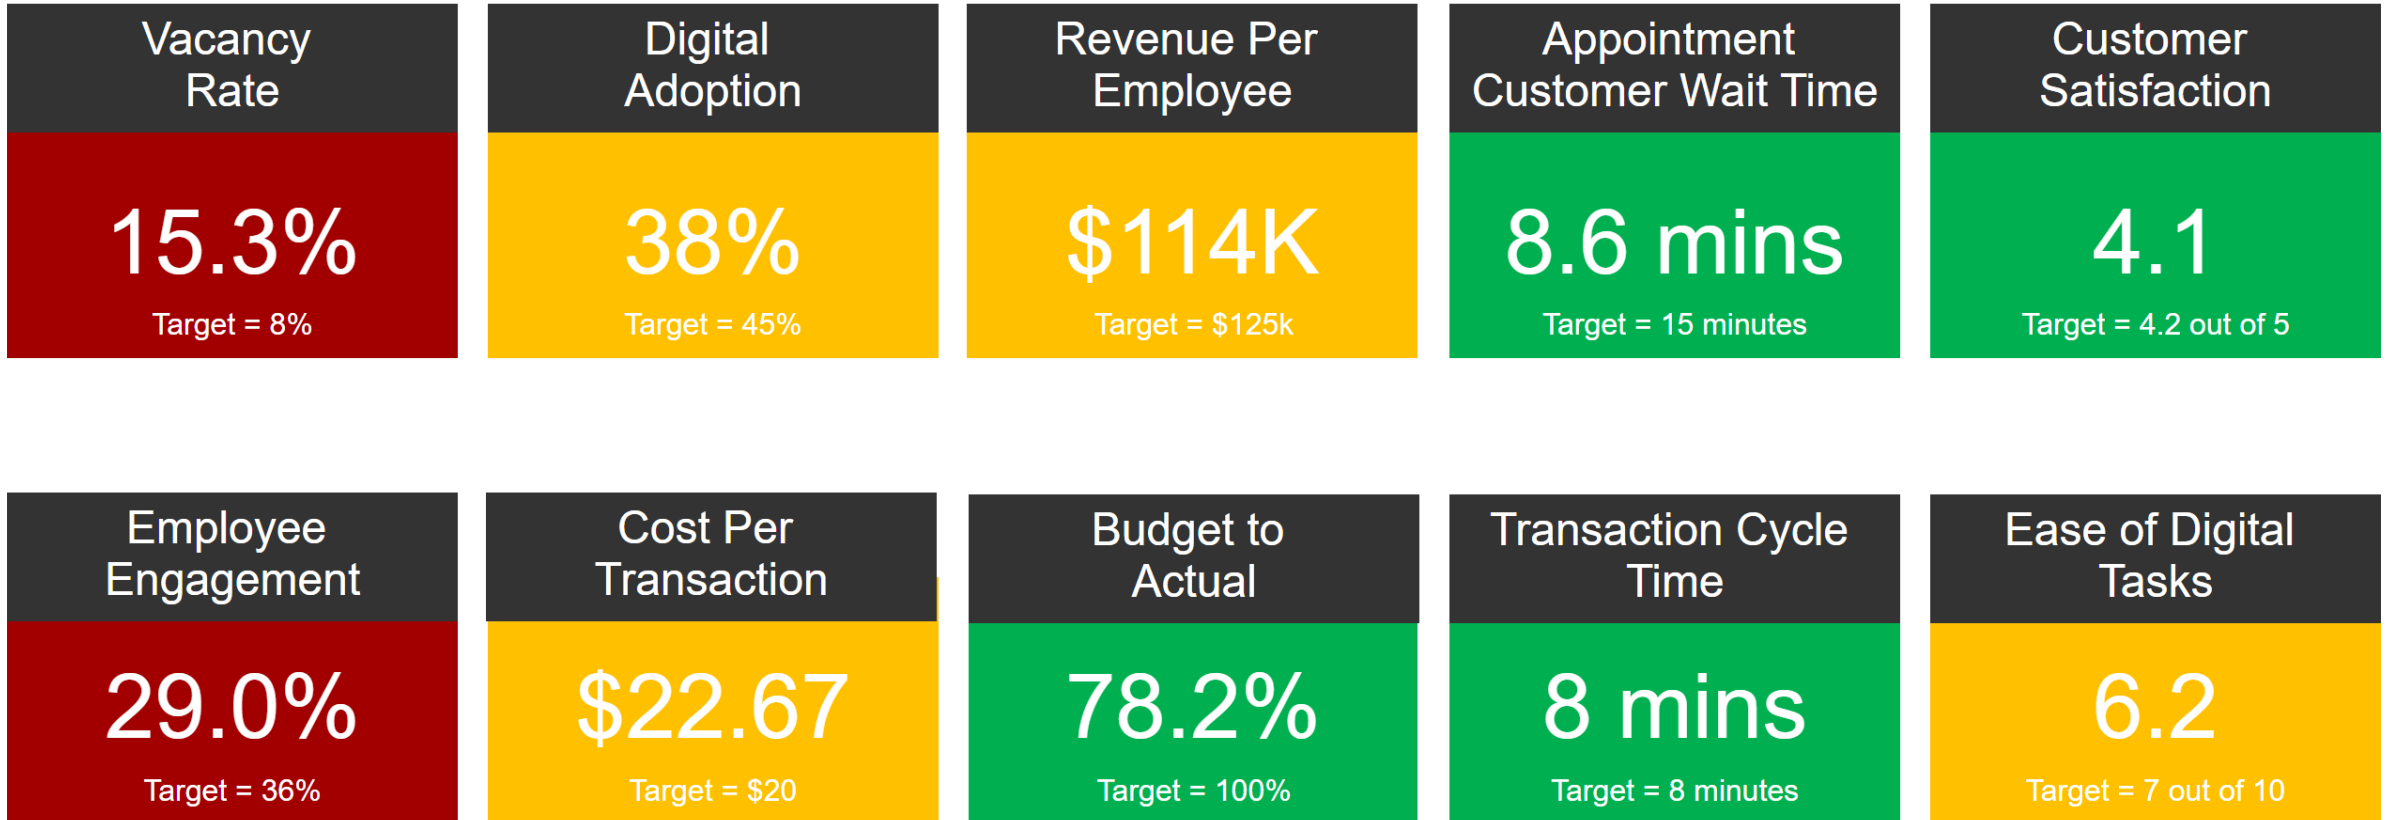 Vacancy
Rate
15.3%
Target = 8%
Digital
Adoption
38%
Target = 45%
Revenue Per
Employee
$114K
Target = $125k
Appointment
Customer Wait Time
8.6 mins
Target = 15 minutes
Customer
Satisfaction
4.1
Target = 4.2 out of 5
Employee
Engagement
29.0%
Target = 36%
Cost Per
Transaction
$22.67
Target = $20
Budget to
Actual
78.2%
Target = 100%
Transaction Cycle
Time
8 mins
Target = 8 minutes
Ease of Digital
Tasks
6.2
Target = 7 out of 10